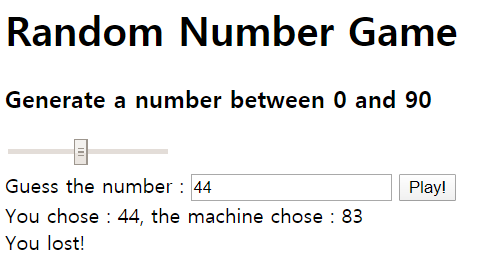 Random Number Game
Generate a number between 0 and 90
Guess the number : 44 Play!
You chose : 44, the machine chose : 83
You lost!